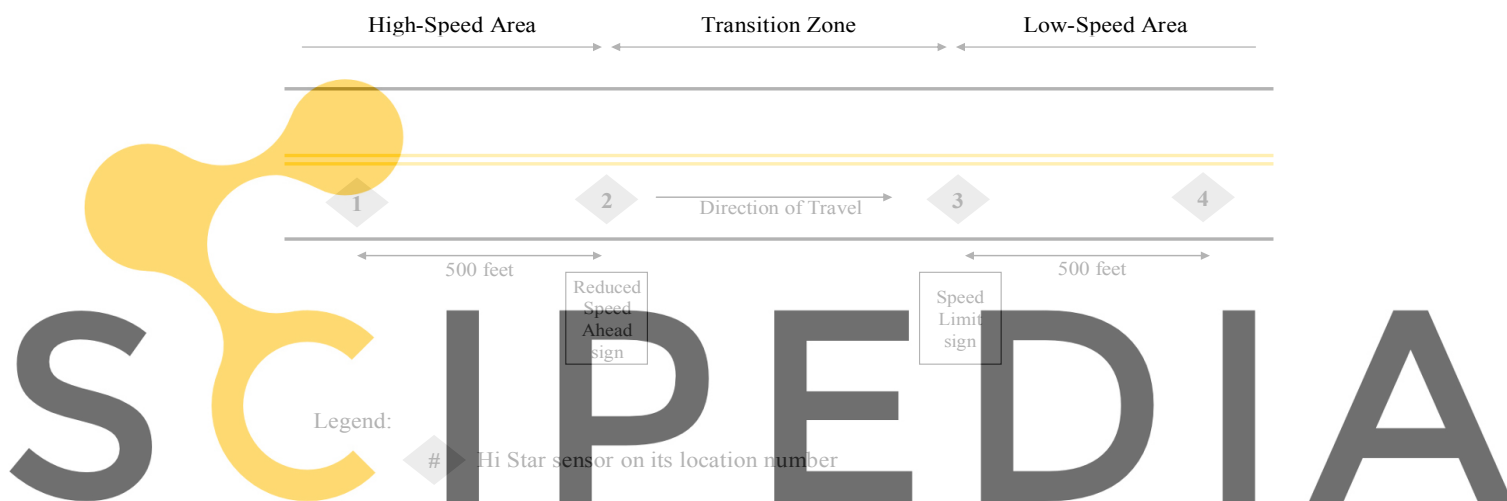 High-Speed Area Transition Zone Low-Speed Area
1 2 Direction of Travel 3 4
500 feet 500 feet
Reduced
Speed
Ahead
sign
Speed
Limit
sign
SCIPEDIA
Legend:
# Hi Star sensor on its location number